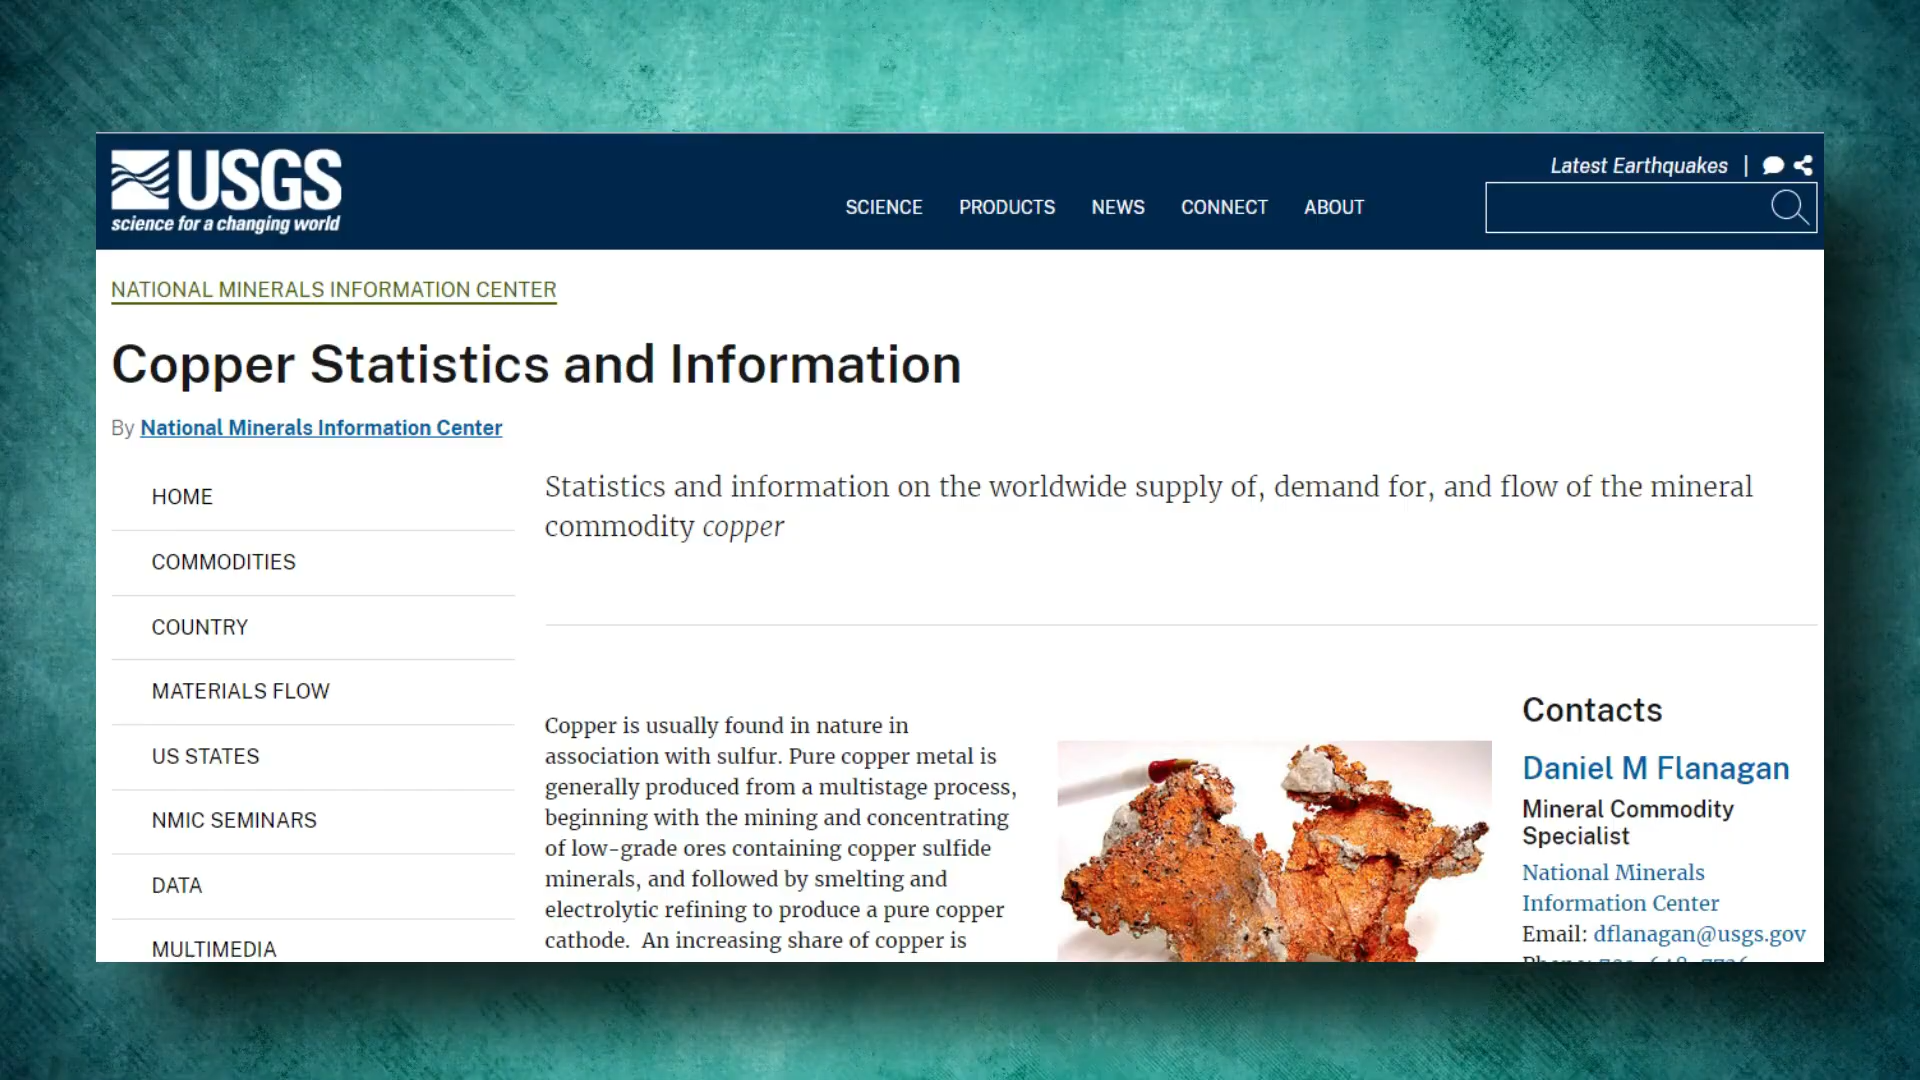 USGS
science for a changing world
Latest Earthquakes |
SCIENCE PRODUCTS NEWS CONNECT ABOUT
NATIONAL MINERALS INFORMATION CENTER
Copper Statistics and Information
By National Minerals Information Center
HOME
COMMODITIES
COUNTRY
MATERIALS FLOW
US STATES
NMIC SEMINARS
DATA
MULTIMEDIA
Statistics and information on the worldwide supply of, demand for, and flow of the mineral
commodity copper
Copper is usually found in nature in
association with sulfur. Pure copper metal is
generally produced from a multistage process,
beginning with the mining and concentrating
of low-grade ores containing copper sulfide
minerals, and followed by smelting and
electrolytic refining to produce a pure copper
cathode. An increasing share of copper is
Contacts
Daniel M Flanagan
Mineral Commodity
Specialist
National Minerals
Information Center
Email: dflanagan@usgs.gov